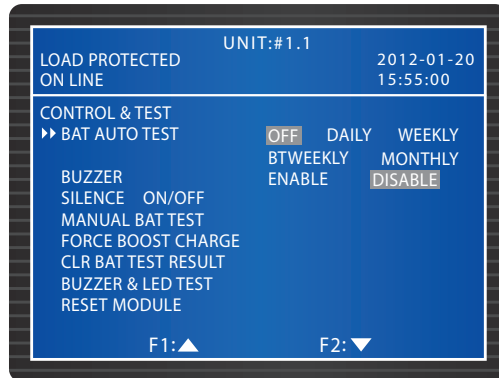 UNIT:#1.1
LOAD PROTECTED 2012-01-20
ON LINE 15:55:00
CONTROL & TEST
BAT AUTO TEST OFF DAILY WEEKLY
BTWEEKLY MONTHLY
BUZZER ENABLE DISABLE
SILENCE ON/OFF
MANUAL BAT TEST
FORCE BOOST CHARGE
CLR BAT TEST RESULT
BUZZER & LED TEST
RESET MODULE
F1:▲ F2:▼